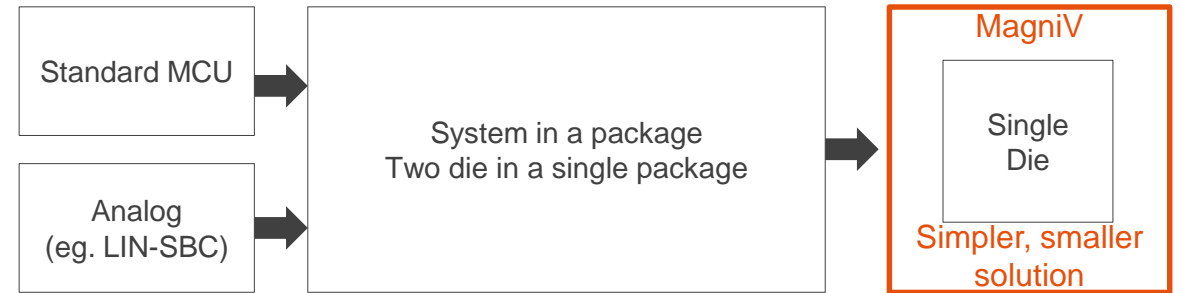 Standard MCU
Analog
(eg. LIN-SBC)
System in a package
Two die in a single package
MagniV
Single
Die
Simpler, smaller
solution